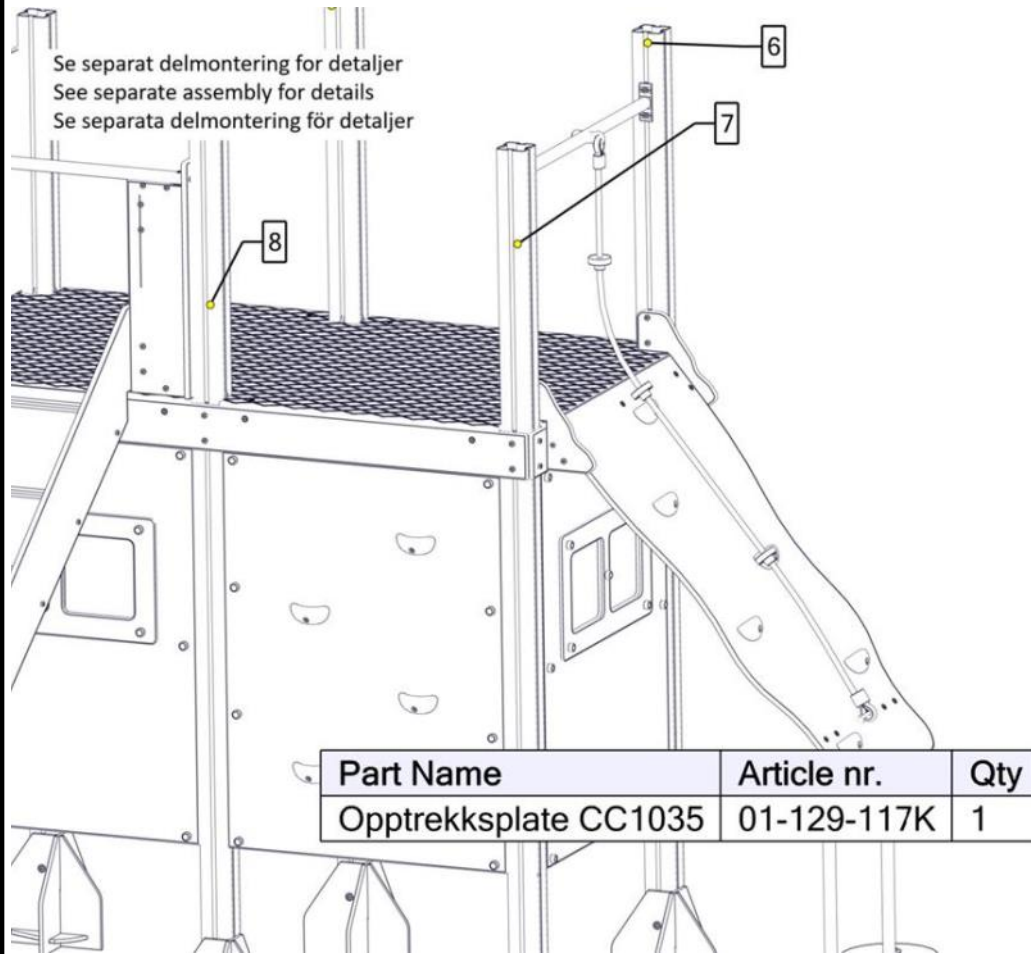 6
Se separat delmontering for detaljer
See separate assembly for details
Se separata delmontering för detaljer
7
8
Part Name Article nr. Qty
Opptrekksplate CC1035 01-129-117K 1